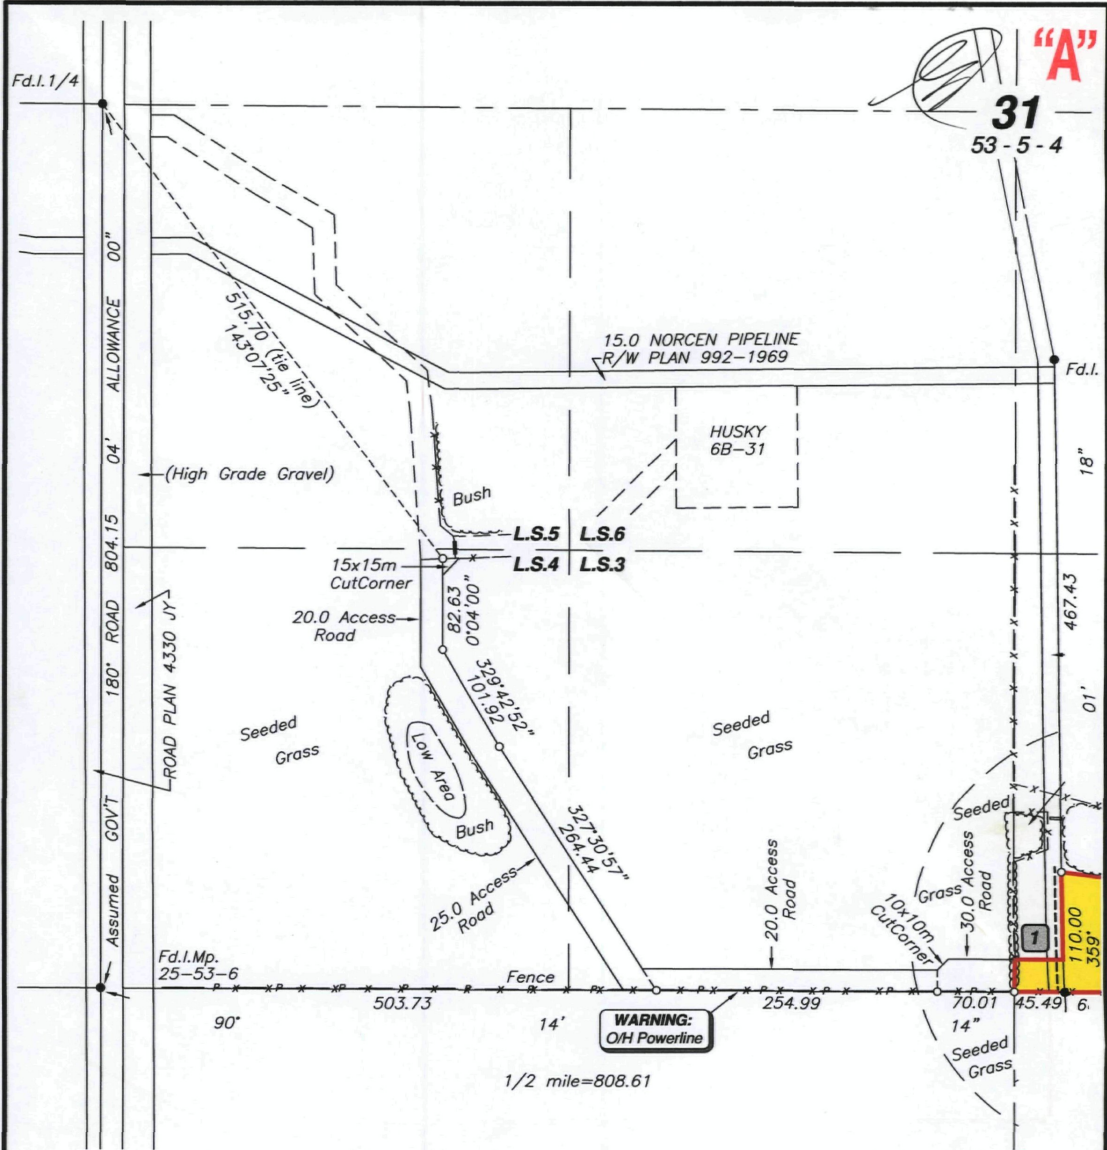 "A"
Fd.I.1/4
31
53 - 5 - 4
180° ROAD 804.15 04' ALLOWANCE 00"
Assumed GOV'T
515.70 (tie line)
143°07'25"
15.0 NORCEN PIPELINE
R/W PLAN 992-1969
Fd.I.
HUSKY
6B-31
(High Grade Gravel)
Bush
18"
L.S.5
L.S.6
L.S.4
L.S.3
15x15m
CutCorner
82.63
0°04'00"
467.43
20.0 Access
Road
ROAD PLAN 4330 JY
329°42'52"
101.92
Seeded
Grass
Seeded
Grass
01'
Low Area
Bush
327°30'57"
264.44
Seeded
Grass
25.0 Access
Road
20.0 Access
Road
10x10m
CutCorner
30.0 Access
Road
1
110.00
359°
Fd.I.Mp.
25-53-6
Fence
503.73
254.99
70.01
45.49
6.
90°
14'
14"
WARNING:
O/H Powerline
Seeded
Grass
1/2 mile=808.61